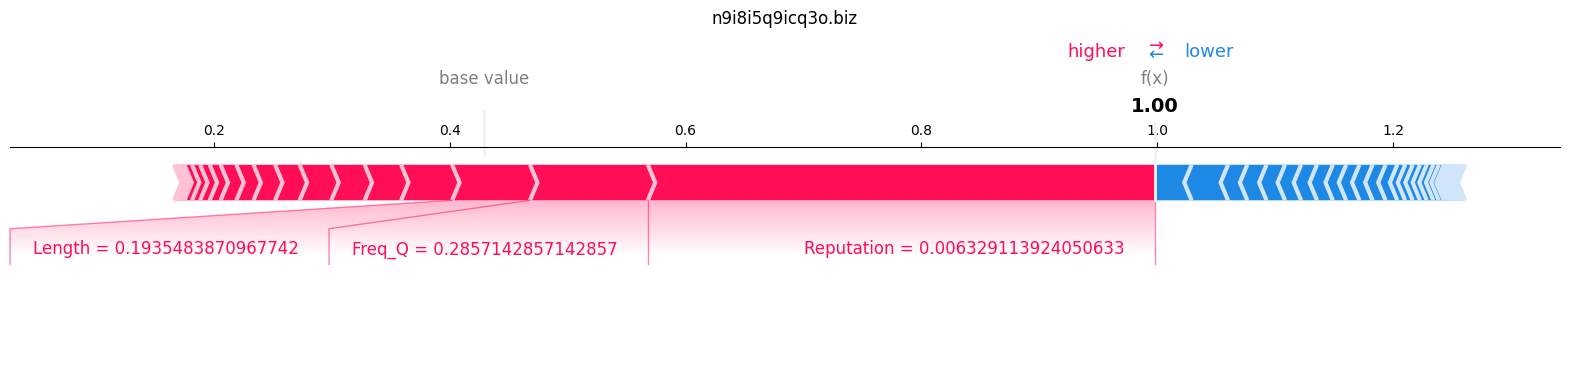 n9i8i5q9icq3o.biz
higher → ← lower
base value f(x)
1.00
0.2 0.4 0.6 0.8 1.0 1.2
Length = 0.1935483870967742 Freq_Q = 0.2857142857142857 Reputation = 0.006329113924050633